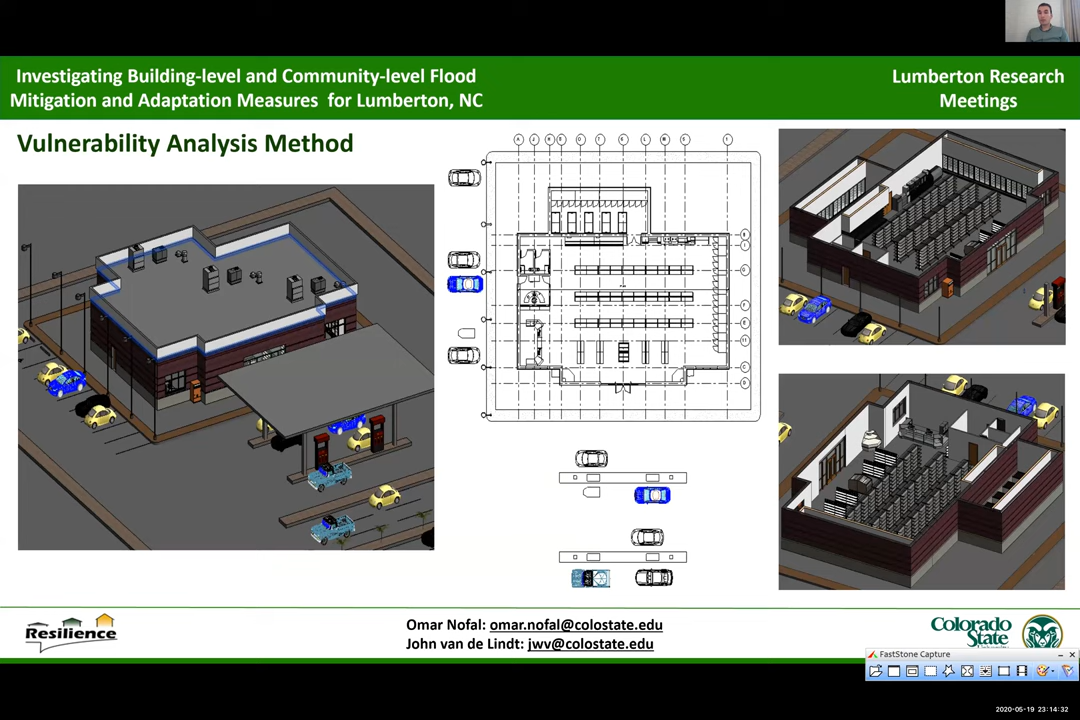 Investigating Building-level and Community-level Flood
Mitigation and Adaptation Measures for Lumberton, NC
Lumberton Research
Meetings
Vulnerability Analysis Method
Resilience
Omar Nofal: omar.nofal@colostate.edu
John van de Lindt: jwv@colostate.edu
Colorado
State
FastStone Capture
2020-05-19 23:14:32